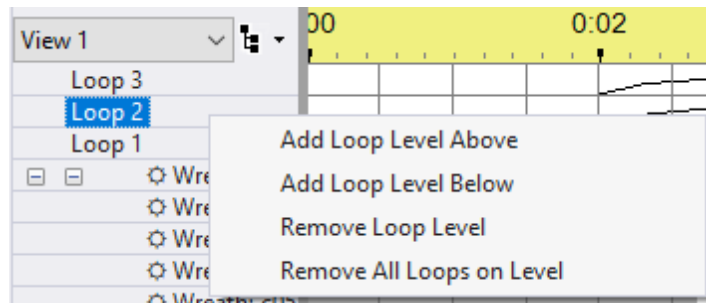 View 1
00
0:02
Loop 3
Loop 2
Loop 1
Add Loop Level Above
Add Loop Level Below
Remove Loop Level
Remove All Loops on Level